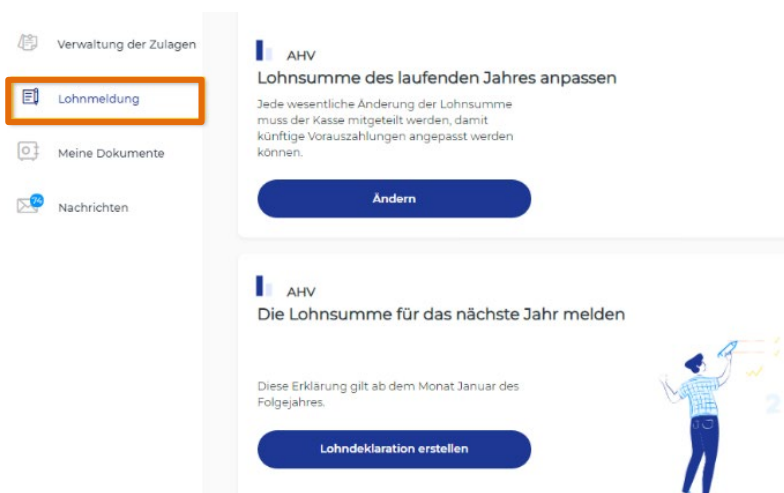 Verwaltung der Zulagen
Lohnmeldung
Meine Dokumente
74
Nachrichten
AHV
Lohnsumme des laufenden Jahres anpassen
Jede wesentliche Änderung der Lohnsumme
muss der Kasse mitgeteilt werden, damit
künftige Vorauszahlungen angepasst werden
können.
Ändern
AHV
Die Lohnsumme für das nächste Jahr melden
Diese Erklärung gilt ab dem Monat Januar des
Folgejahres.
Lohndeklaration erstellen
2